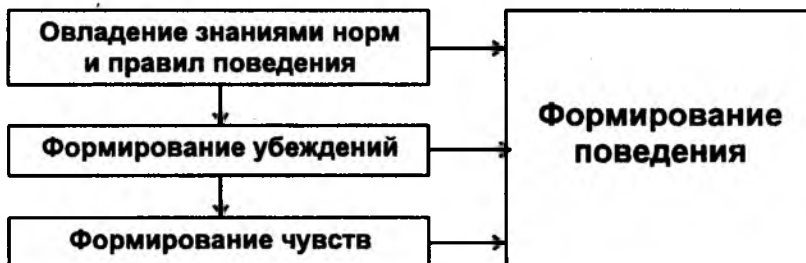 Овладение знаниями норм
и правил поведения
Формирование убеждений
Формирование чувств
Формирование
поведения